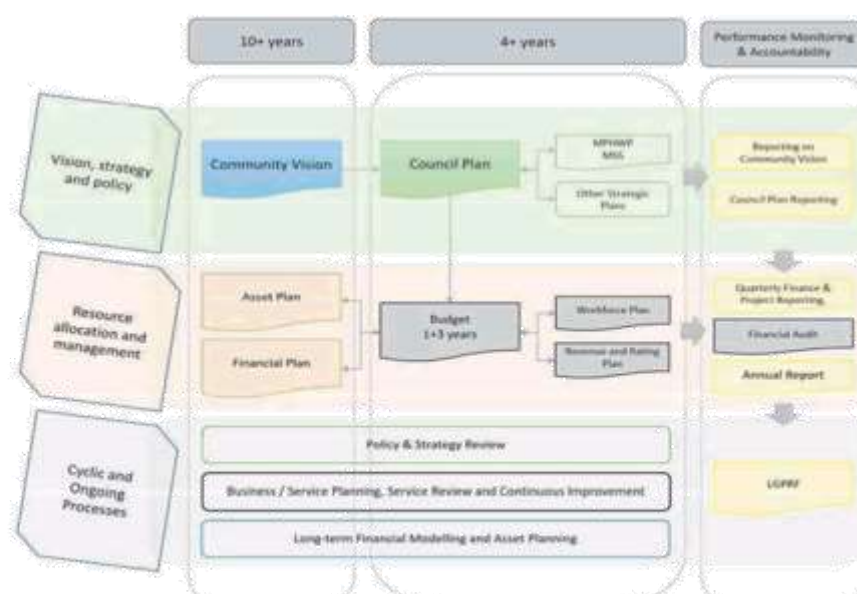 10+ years
4+ years
Performance Monitoring
& Accountability
Vision, strategy
and policy
Community Vision
Council Plan
MPHWP
MSS
Other Strategic
Plans
Reporting on
Community Vision
Council Plan Reporting
Resource
allocation and
management
Asset Plan
Financial Plan
Budget
1+3 years
Workforce Plan
Revenue and Rating
Plan
Quarterly Finance &
Project Reporting
Financial Audit
Annual Report
Cyclic and
Ongoing
Processes
Policy & Strategy Review
Business / Service Planning, Service Review and Continuous Improvement
Long-term Financial Modelling and Asset Planning
LGPRF